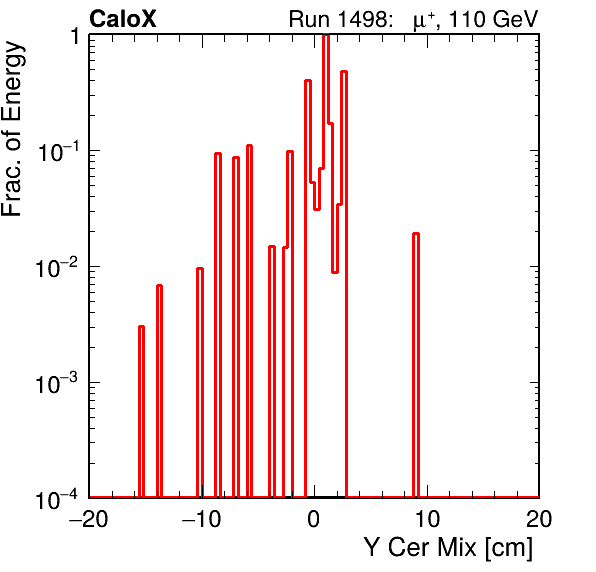 CaloX Run 1498: μ⁺, 110 GeV
Frac. of Energy
1
10⁻¹
10⁻²
10⁻³
10⁻⁴
−20 −10 0 10 20
Y Cer Mix [cm]